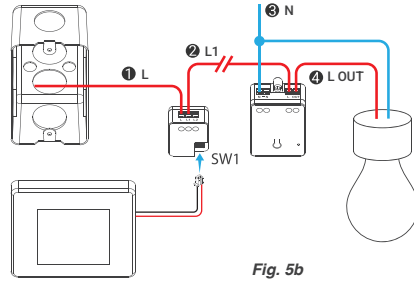 ❸ N
❷ L1
❶ L
❹ L OUT
SW1
Fig. 5b